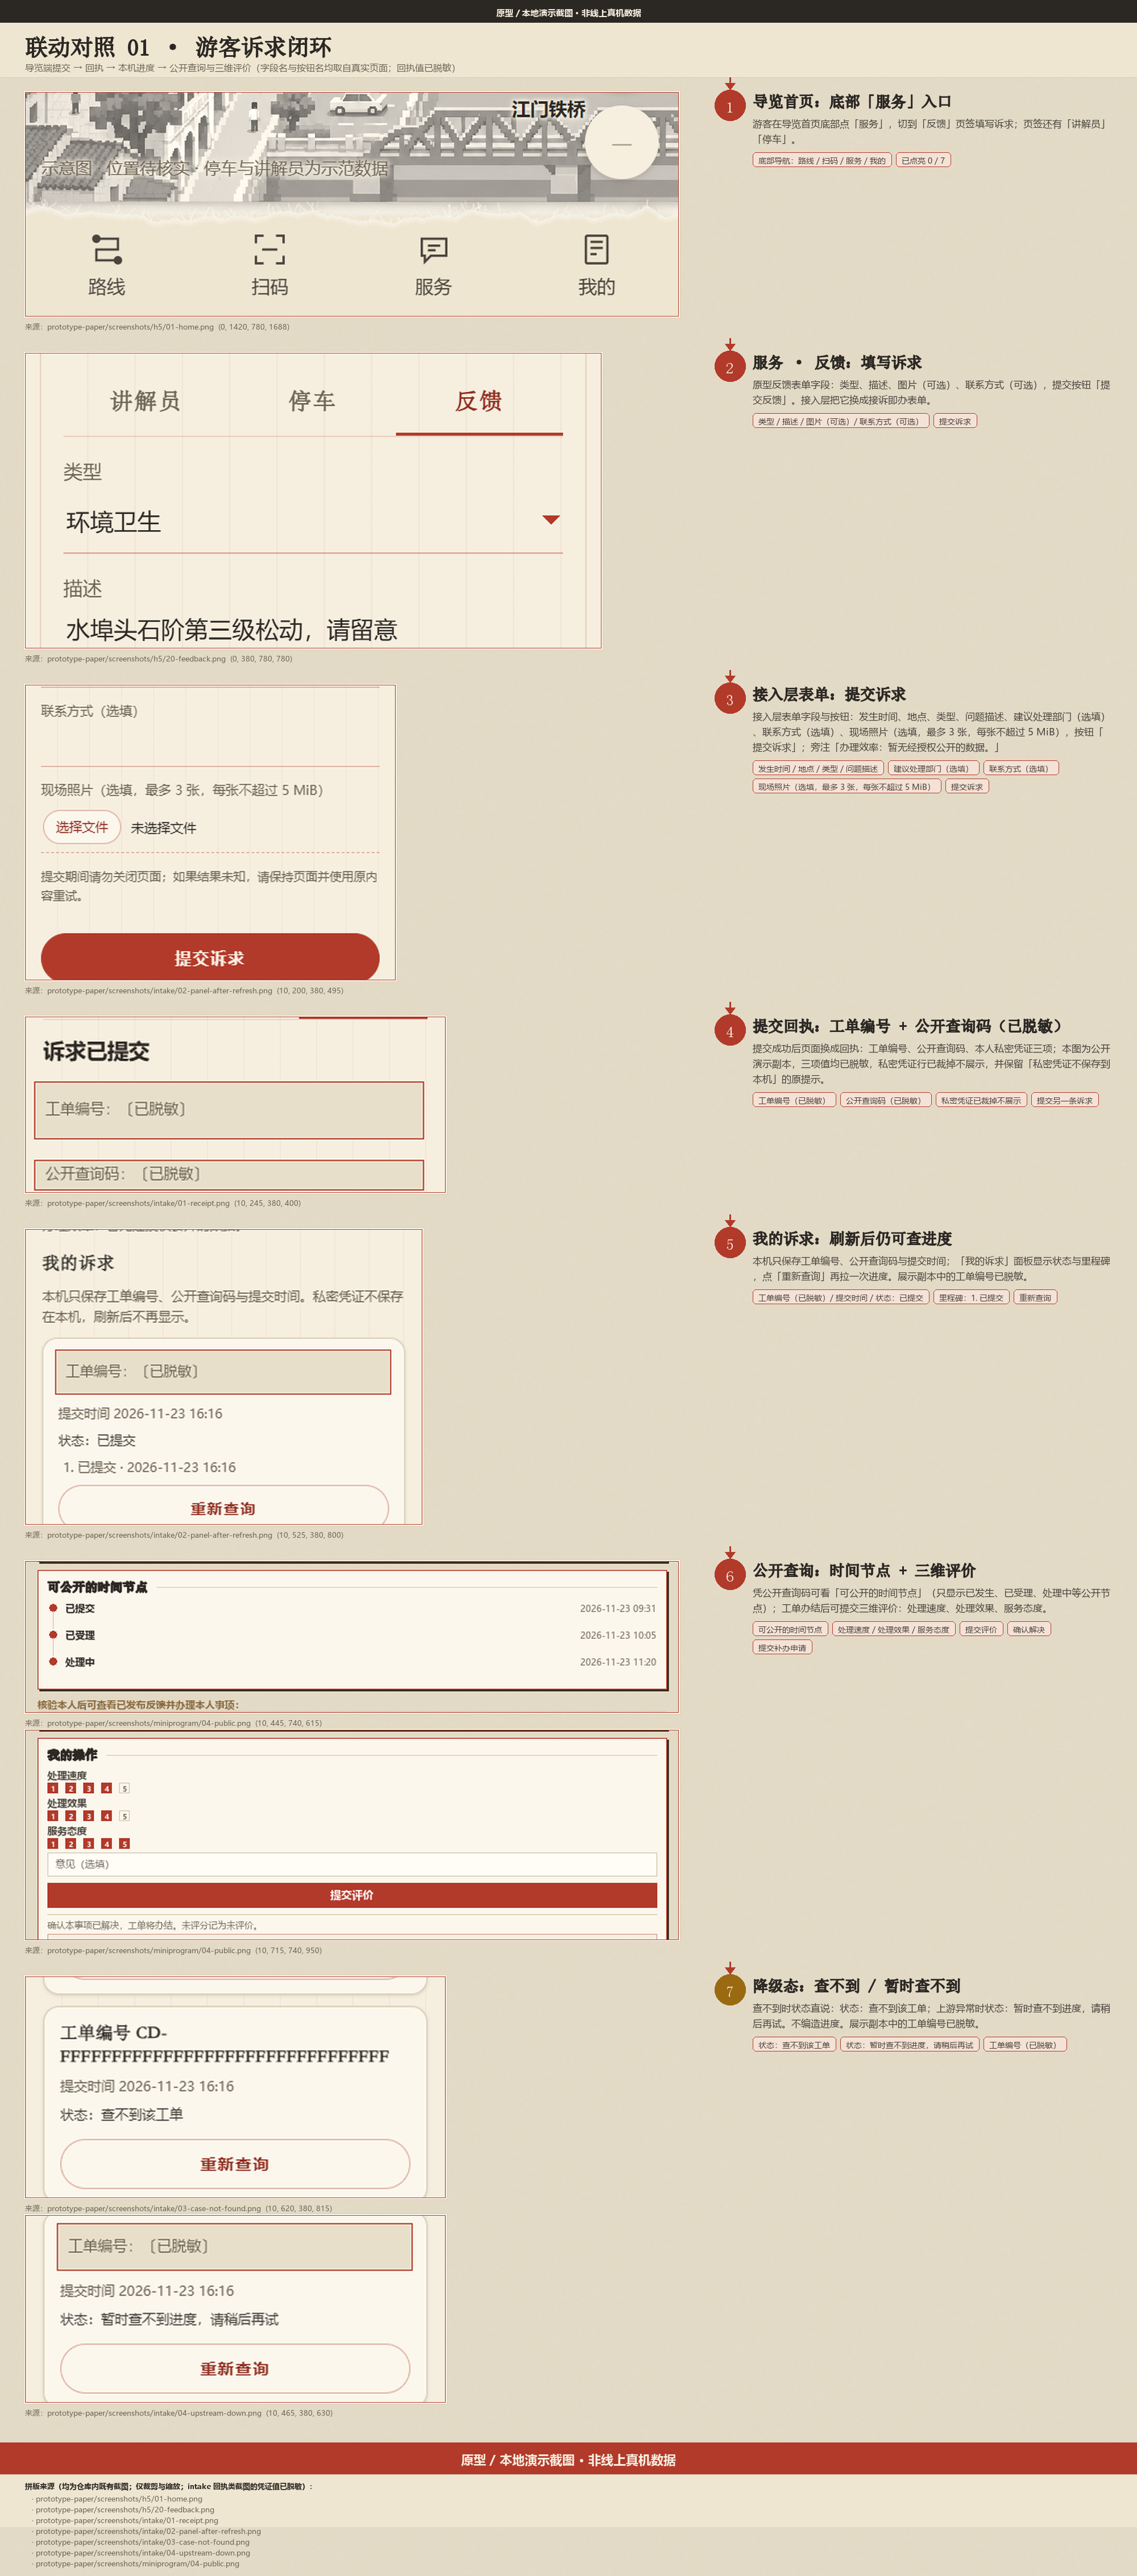 原型 / 本地演示截图 · 非线上真机数据
联动对照 01 · 游客诉求闭环
导览端提交 → 回执 → 本机进度 → 公开查询与三维评价（字段名与按钮名均取自真实页面；回执值已脱敏）
江门铁桥
—
示意图 · 位置待核实 · 停车与讲解员为示范数据
路线
扫码
服务
我的
来源：prototype-paper/screenshots/h5/01-home.png (0, 1420, 780, 1688)
1
导览首页：底部「服务」入口
游客在导览首页底部点「服务」，切到「反馈」页签填写诉求；页签还有「讲解员」
「停车」。
底部导航：路线 / 扫码 / 服务 / 我的
已点亮 0 / 7
讲解员
停车
反馈
类型
环境卫生
描述
水埠头石阶第三级松动，请留意
来源：prototype-paper/screenshots/h5/20-feedback.png (0, 380, 780, 780)
2
服务 · 反馈：填写诉求
原型反馈表单字段：类型、描述、图片（可选）、联系方式（可选），提交按钮「提
交反馈」。接入层把它换成接诉即办表单。
类型 / 描述 / 图片（可选）/ 联系方式（可选）
提交诉求
联系方式（选填）
现场照片（选填，最多 3 张，每张不超过 5 MiB）
选择文件
未选择文件
提交期间请勿关闭页面；如果结果未知，请保持页面并使用原内
容重试。
提交诉求
来源：prototype-paper/screenshots/intake/02-panel-after-refresh.png (10, 200, 380, 495)
3
接入层表单：提交诉求
接入层表单字段与按钮：发生时间、地点、类型、问题描述、建议处理部门（选填）
、联系方式（选填）、现场照片（选填，最多 3 张，每张不超过 5 MiB），按钮「
提交诉求」；旁注「办理效率：暂无经授权公开的数据。」
发生时间 / 地点 / 类型 / 问题描述
建议处理部门（选填）
联系方式（选填）
现场照片（选填，最多 3 张，每张不超过 5 MiB）
提交诉求
诉求已提交
工单编号：〔已脱敏〕
公开查询码：〔已脱敏〕
来源：prototype-paper/screenshots/intake/01-receipt.png (10, 245, 380, 400)
4
提交回执：工单编号 + 公开查询码（已脱敏）
提交成功后页面换成回执：工单编号、公开查询码、本人私密凭证三项；本图为公开
演示副本，三项值均已脱敏，私密凭证行已裁掉不展示，并保留「私密凭证不保存到
本机」的原提示。
工单编号（已脱敏）
公开查询码（已脱敏）
私密凭证已裁掉不展示
提交另一条诉求
我的诉求
本机只保存工单编号、公开查询码与提交时间。私密凭证不保存
在本机，刷新后不再显示。
工单编号：〔已脱敏〕
提交时间 2026-11-23 16:16
状态：已提交
1. 已提交 · 2026-11-23 16:16
重新查询
来源：prototype-paper/screenshots/intake/02-panel-after-refresh.png (10, 525, 380, 800)
5
我的诉求：刷新后仍可查进度
本机只保存工单编号、公开查询码与提交时间；「我的诉求」面板显示状态与里程碑
，点「重新查询」再拉一次进度。展示副本中的工单编号已脱敏。
工单编号（已脱敏）/ 提交时间 / 状态：已提交
里程碑：1. 已提交
重新查询
可公开的时间节点
已提交
2026-11-23 09:31
已受理
2026-11-23 10:05
处理中
2026-11-23 11:20
核验本人后可查看已发布反馈并办理本人事项：
来源：prototype-paper/screenshots/miniprogram/04-public.png (10, 445, 740, 615)
6
公开查询：时间节点 + 三维评价
凭公开查询码可看「可公开的时间节点」（只显示已发生、已受理、处理中等公开节
点）；工单办结后可提交三维评价：处理速度、处理效果、服务态度。
可公开的时间节点
处理速度 / 处理效果 / 服务态度
提交评价
确认解决
提交补办申请
我的操作
处理速度
1 2 3 4 5
处理效果
1 2 3 4 5
服务态度
1 2 3 4 5
意见（选填）
提交评价
确认本事项已解决，工单将办结。未评分记为未评价。
来源：prototype-paper/screenshots/miniprogram/04-public.png (10, 715, 740, 950)
工单编号 CD-
FFFFFFFFFFFFFFFFFFFFFFFFFFFFFFFF
提交时间 2026-11-23 16:16
状态：查不到该工单
重新查询
来源：prototype-paper/screenshots/intake/03-case-not-found.png (10, 620, 380, 815)
7
降级态：查不到 / 暂时查不到
查不到时状态直说：状态：查不到该工单；上游异常时状态：暂时查不到进度，请稍
后再试。不编造进度。展示副本中的工单编号已脱敏。
状态：查不到该工单
状态：暂时查不到进度，请稍后再试
工单编号（已脱敏）
工单编号：〔已脱敏〕
提交时间 2026-11-23 16:16
状态：暂时查不到进度，请稍后再试
重新查询
来源：prototype-paper/screenshots/intake/04-upstream-down.png (10, 465, 380, 630)
原型 / 本地演示截图 · 非线上真机数据
拼版来源（均为仓库内既有截图；仅裁剪与缩放；intake 回执类截图的凭证值已脱敏）：
· prototype-paper/screenshots/h5/01-home.png
· prototype-paper/screenshots/h5/20-feedback.png
· prototype-paper/screenshots/intake/01-receipt.png
· prototype-paper/screenshots/intake/02-panel-after-refresh.png
· prototype-paper/screenshots/intake/03-case-not-found.png
· prototype-paper/screenshots/intake/04-upstream-down.png
· prototype-paper/screenshots/miniprogram/04-public.png